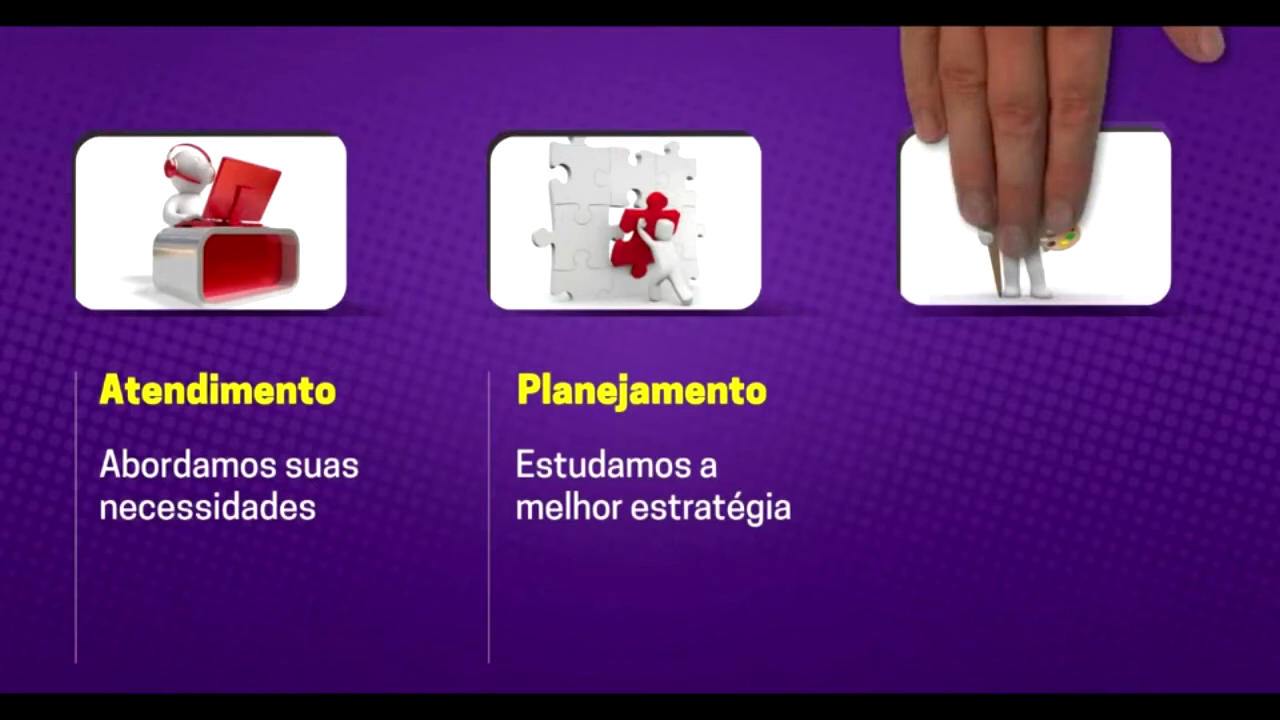 Atendimento
Abordamos suas
necessidades
Planejamento
Estudamos a
melhor estratégia